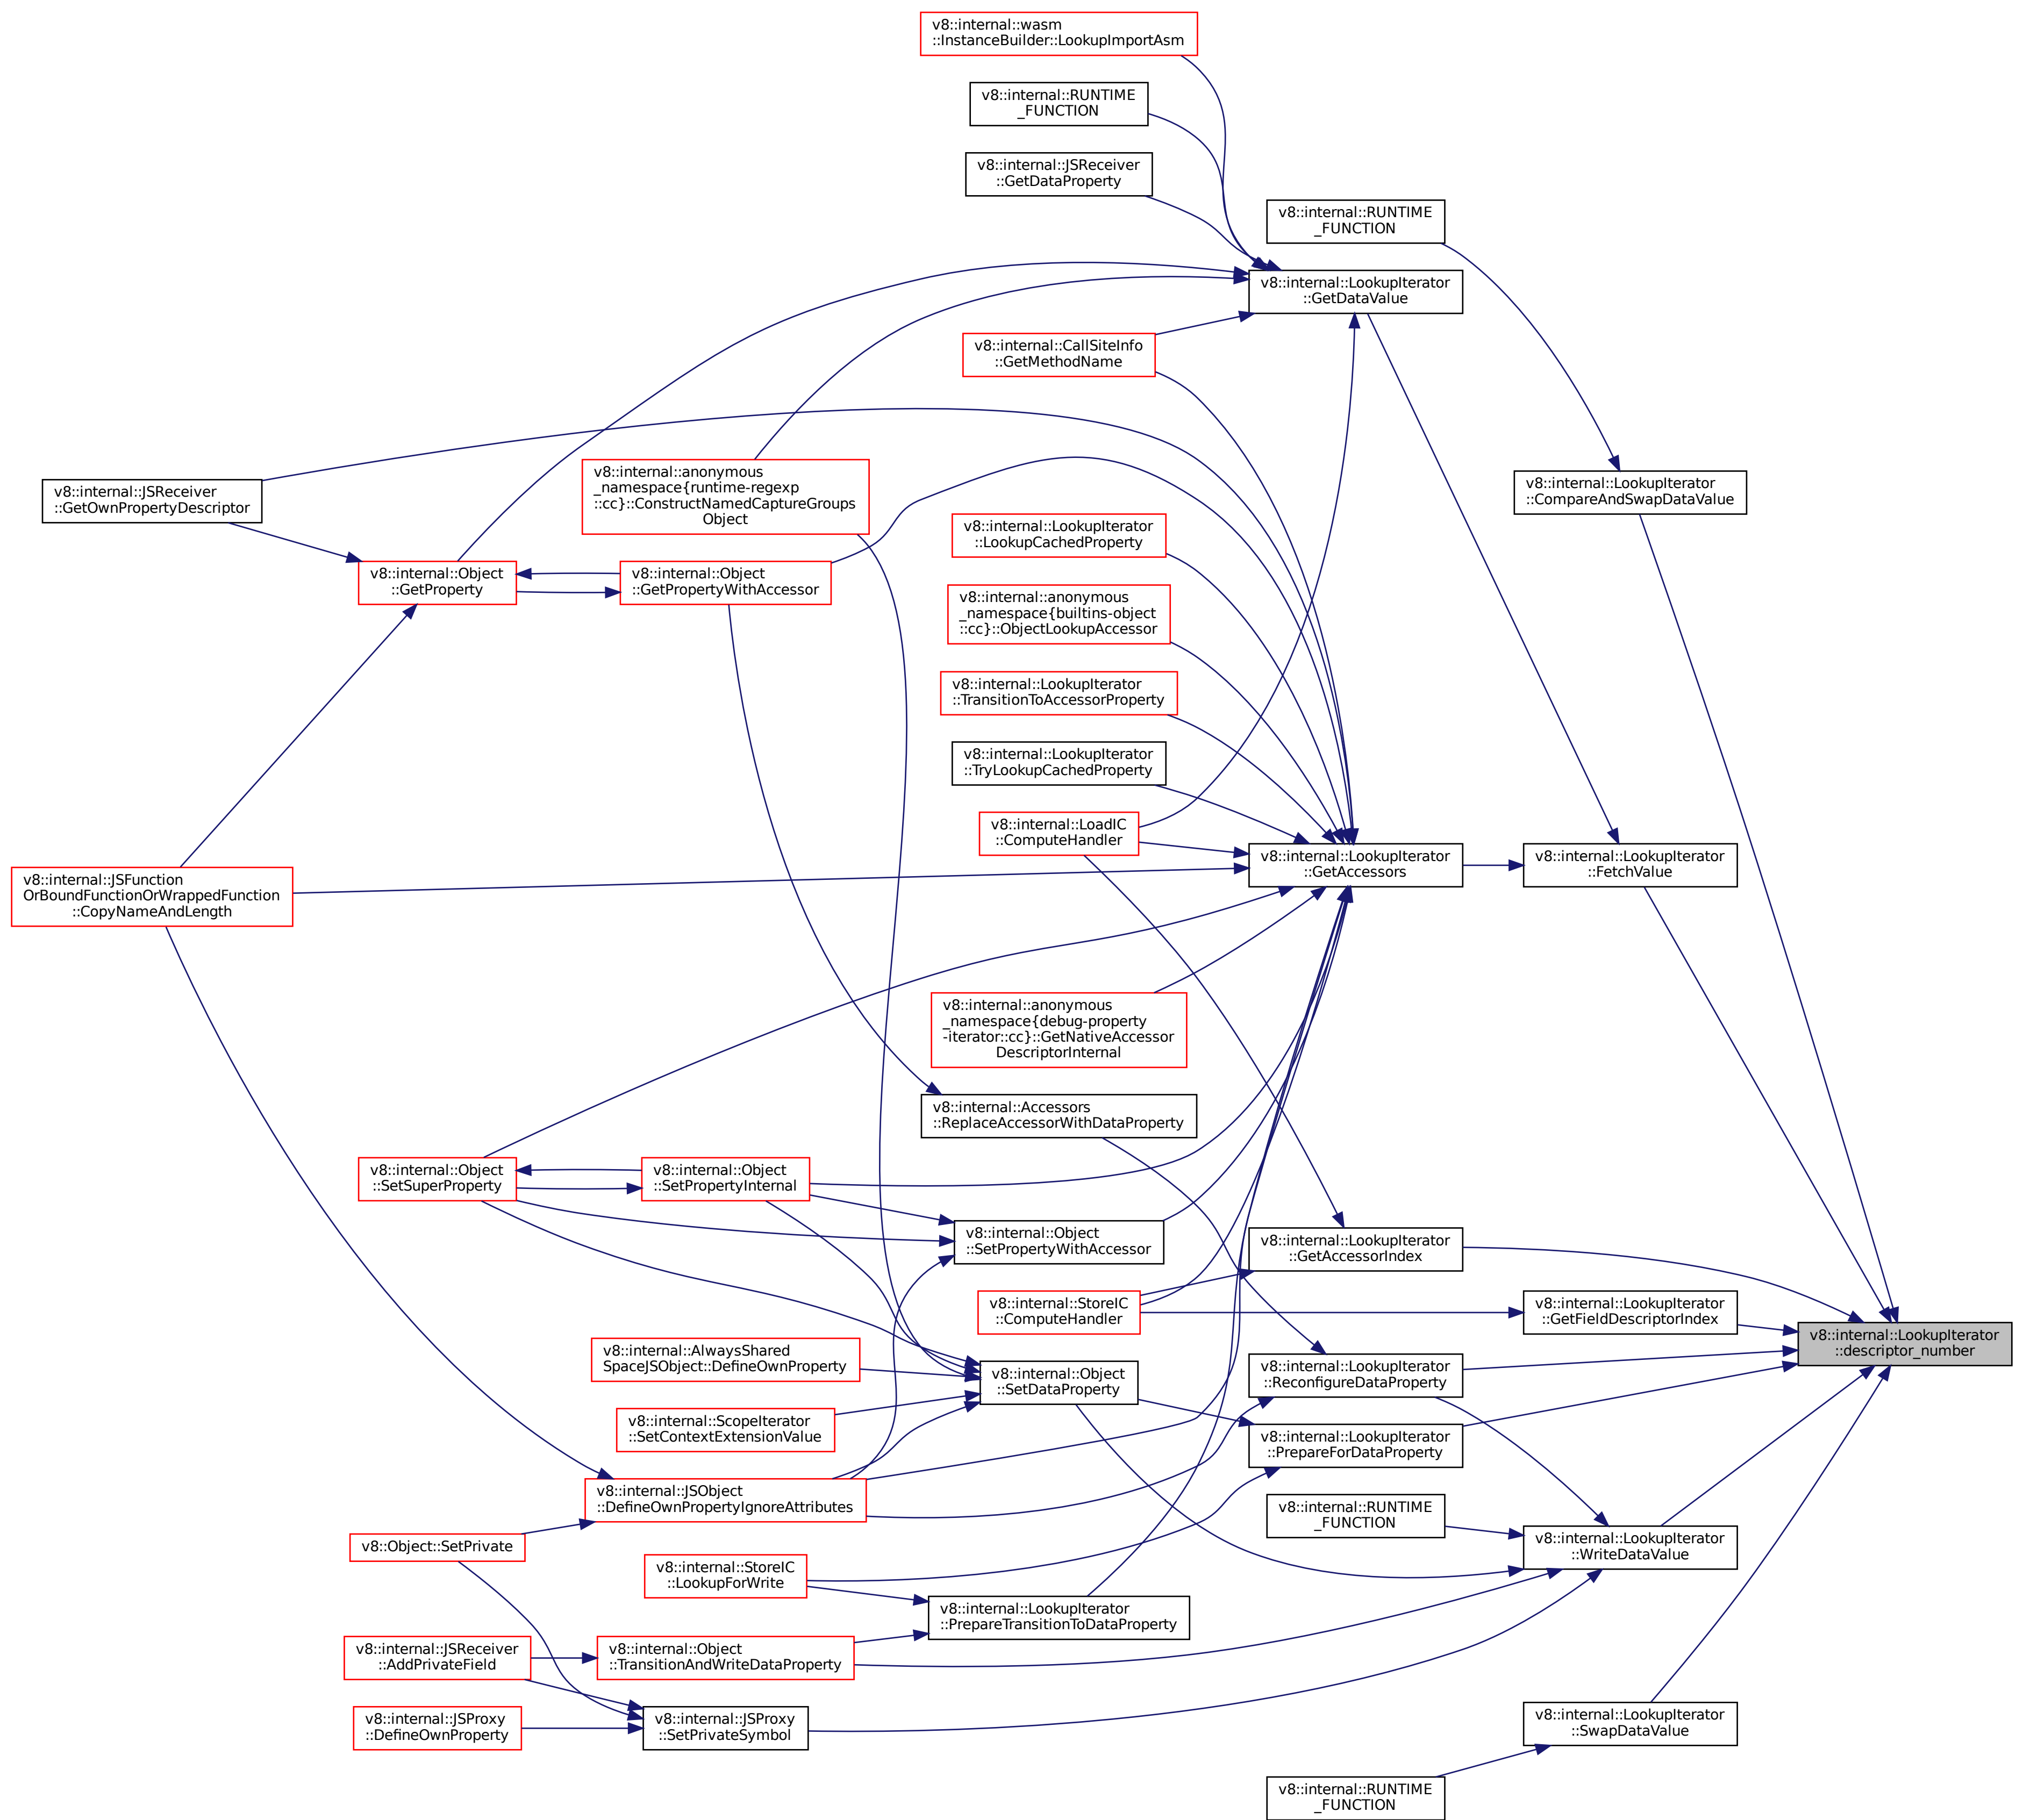 v8::internal::wasm
::InstanceBuilder::LookupImportAsm
v8::internal::RUNTIME
_FUNCTION
v8::internal::JSReceiver
::GetDataProperty
v8::internal::RUNTIME
_FUNCTION
v8::internal::LookupIterator
::GetDataValue
v8::internal::CallSiteInfo
::GetMethodName
v8::internal::anonymous
_namespace{runtime-regexp
::cc}::ConstructNamedCaptureGroups
Object
v8::internal::JSReceiver
::GetOwnPropertyDescriptor
v8::internal::LookupIterator
::CompareAndSwapDataValue
v8::internal::LookupIterator
::LookupCachedProperty
v8::internal::Object
::GetProperty
v8::internal::Object
::GetPropertyWithAccessor
v8::internal::anonymous
_namespace{builtins-object
::cc}::ObjectLookupAccessor
v8::internal::LookupIterator
::TransitionToAccessorProperty
v8::internal::LookupIterator
::TryLookupCachedProperty
v8::internal::LoadIC
::ComputeHandler
v8::internal::LookupIterator
::GetAccessors
v8::internal::LookupIterator
::FetchValue
v8::internal::JSFunction
OrBoundFunctionOrWrappedFunction
::CopyNameAndLength
v8::internal::anonymous
_namespace{debug-property
-iterator::cc}::GetNativeAccessor
DescriptorInternal
v8::internal::Accessors
::ReplaceAccessorWithDataProperty
v8::internal::Object
::SetSuperProperty
v8::internal::Object
::SetPropertyInternal
v8::internal::Object
::SetPropertyWithAccessor
v8::internal::LookupIterator
::GetAccessorIndex
v8::internal::StoreIC
::ComputeHandler
v8::internal::LookupIterator
::GetFieldDescriptorIndex
v8::internal::LookupIterator
::descriptor_number
v8::internal::AlwaysShared
SpaceJSObject::DefineOwnProperty
v8::internal::Object
::SetDataProperty
v8::internal::LookupIterator
::ReconfigureDataProperty
v8::internal::ScopeIterator
::SetContextExtensionValue
v8::internal::LookupIterator
::PrepareForDataProperty
v8::internal::JSObject
::DefineOwnPropertyIgnoreAttributes
v8::internal::RUNTIME
_FUNCTION
v8::internal::LookupIterator
::WriteDataValue
v8::Object::SetPrivate
v8::internal::StoreIC
::LookupForWrite
v8::internal::LookupIterator
::PrepareTransitionToDataProperty
v8::internal::JSReceiver
::AddPrivateField
v8::internal::Object
::TransitionAndWriteDataProperty
v8::internal::JSProxy
::DefineOwnProperty
v8::internal::JSProxy
::SetPrivateSymbol
v8::internal::LookupIterator
::SwapDataValue
v8::internal::RUNTIME
_FUNCTION